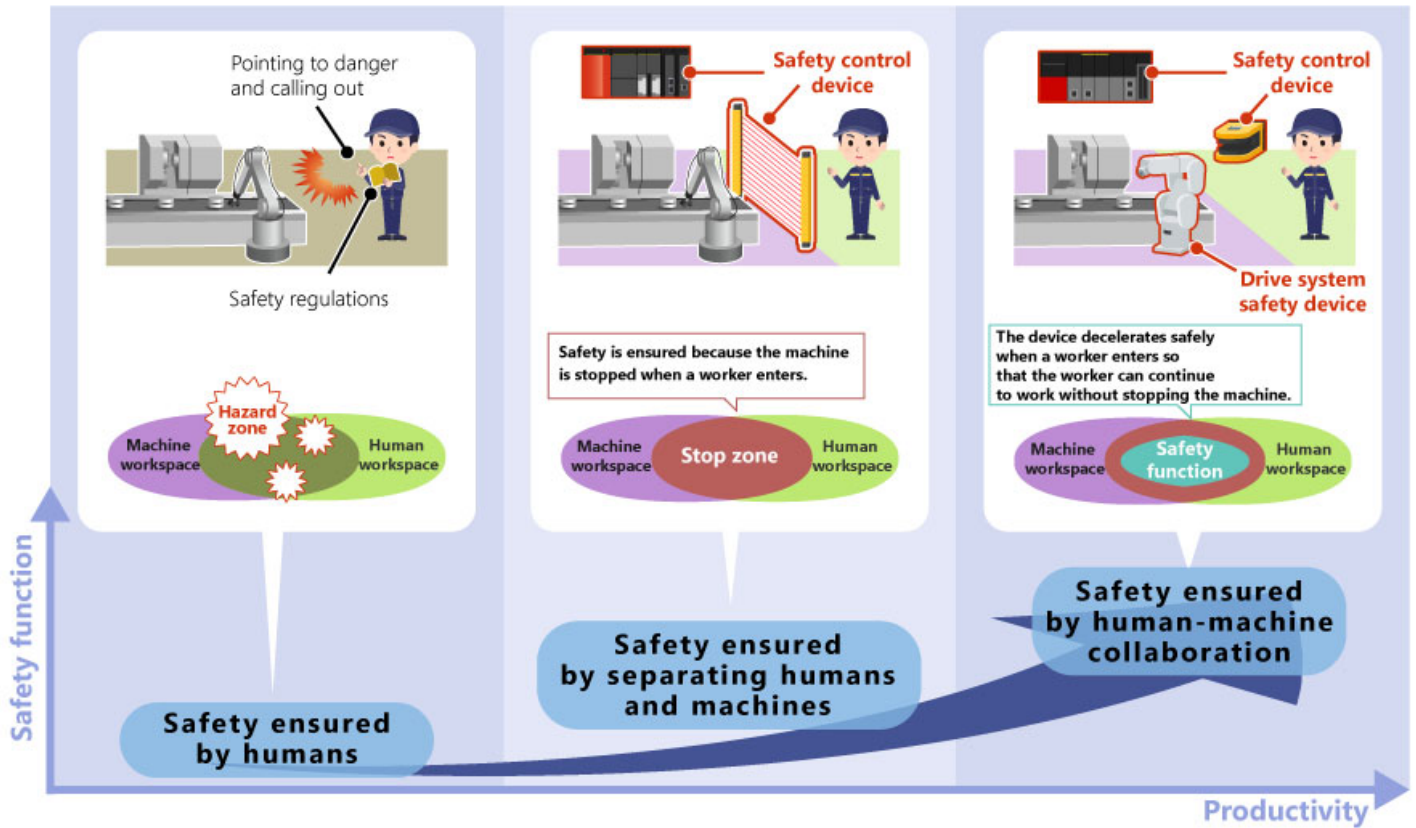 Pointing to danger
and calling out
Safety regulations
Hazard
zone
Machine
workspace
Human
workspace
Safety ensured
by humans
Safety control
device
Safety is ensured because the machine
is stopped when a worker enters.
Machine
workspace
Stop zone
Human
workspace
Safety ensured
by separating humans
and machines
Safety control
device
Drive system
safety device
The device decelerates safely
when a worker enters so
that the worker can continue
to work without stopping the machine.
Machine
workspace
Safety
function
Human
workspace
Safety ensured
by human-machine
collaboration
Safety function
Productivity